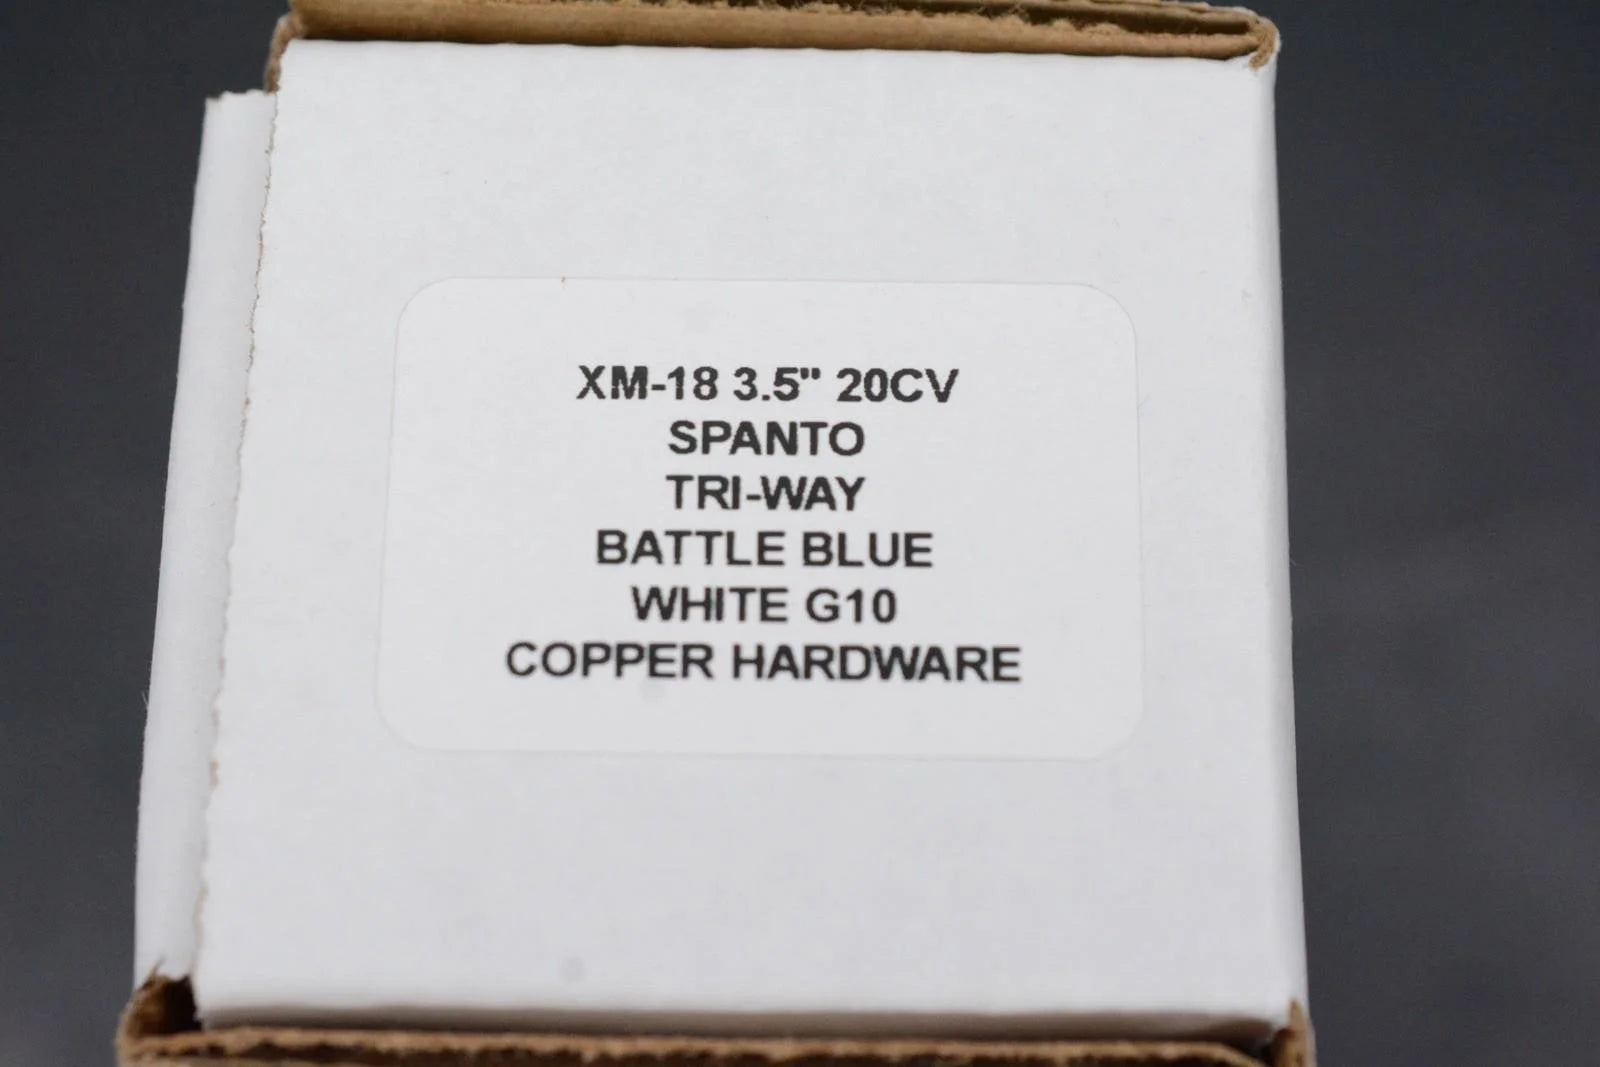 XM-18 3.5" 20CV
SPANTO
TRI-WAY
BATTLE BLUE
WHITE G10
COPPER HARDWARE